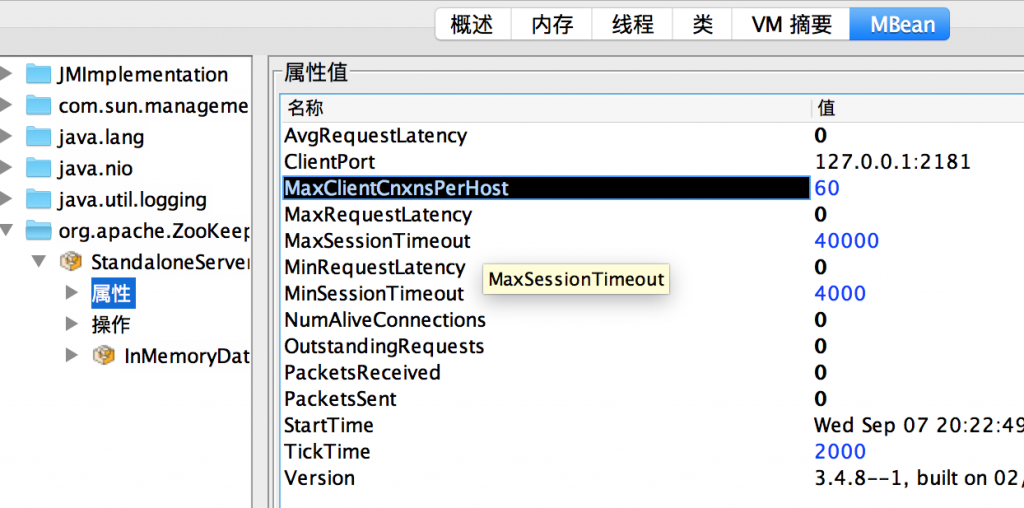 概述 内存 线程 类 VM 摘要 MBean
JMImplementation
com.sun.manageme
java.lang
java.nio
java.util.logging
org.apache.ZooKeep
StandaloneServer
属性
操作
InMemoryDat
属性值
名称 值
AvgRequestLatency 0
ClientPort 127.0.0.1:2181
MaxClientCnxnsPerHost 60
MaxRequestLatency 0
MaxSessionTimeout 40000
MinRequestLatency 0
MaxSessionTimeout
MinSessionTimeout 4000
NumAliveConnections 0
OutstandingRequests 0
PacketsReceived 0
PacketsSent 0
StartTime Wed Sep 07 20:22:49
TickTime 2000
Version 3.4.8--1, built on 02/